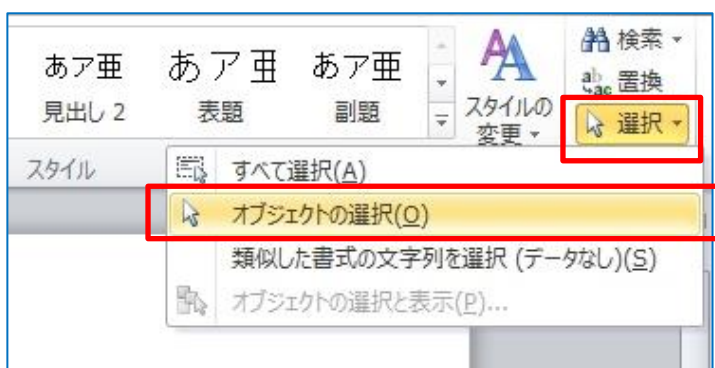 あア亜 あア亜 あア亜
見出し 2 表題 副題
スタイルの
変更
検索
置換
選択
スタイル
すべて選択(A)
オブジェクトの選択(O)
類似した書式の文字列を選択 (データなし)(S)
オブジェクトの選択と表示(P)...